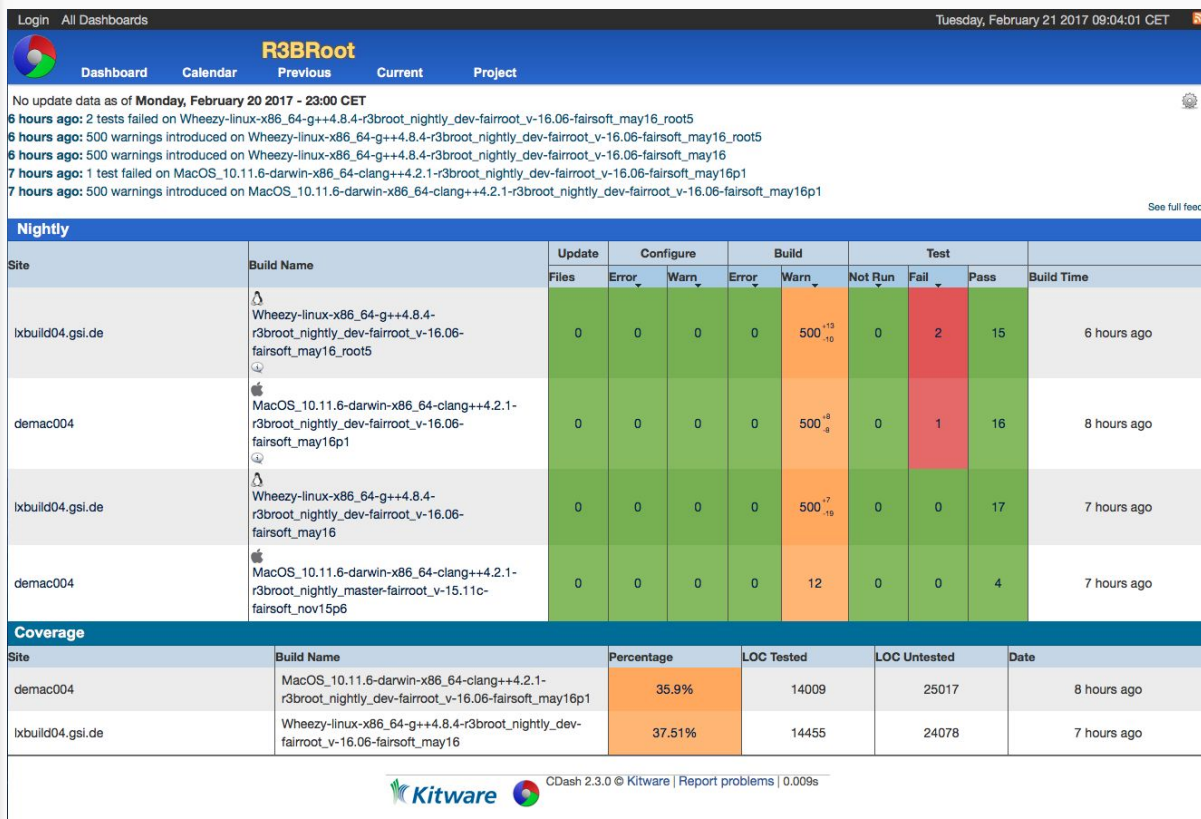 Login All Dashboards Tuesday, February 21 2017 09:04:01 CET
R3BRoot
Dashboard Calendar Previous Current Project
No update data as of Monday, February 20 2017 - 23:00 CET
6 hours ago: 2 tests failed on Wheezy-linux-x86_64-g++4.8.4-r3broot_nightly_dev-fairroot_v-16.06-fairsoft_may16_root5
6 hours ago: 500 warnings introduced on Wheezy-linux-x86_64-g++4.8.4-r3broot_nightly_dev-fairroot_v-16.06-fairsoft_may16_root5
6 hours ago: 500 warnings introduced on Wheezy-linux-x86_64-g++4.8.4-r3broot_nightly_dev-fairroot_v-16.06-fairsoft_may16
7 hours ago: 1 test failed on MacOS_10.11.6-darwin-x86_64-clang++4.2.1-r3broot_nightly_dev-fairroot_v-16.06-fairsoft_may16p1
7 hours ago: 500 warnings introduced on MacOS_10.11.6-darwin-x86_64-clang++4.2.1-r3broot_nightly_dev-fairroot_v-16.06-fairsoft_may16p1
See full feed
Nightly
Site Build Name Update Configure Build Test
Files Error Warn Error Warn Not Run Fail Pass Build Time
Wheezy-linux-x86_64-g++4.8.4-
r3broot_nightly_dev-fairroot_v-16.06-
fairsoft_may16_root5
lxbuild04.gsi.de 0 0 0 0 500 +13 -10 0 2 15 6 hours ago
MacOS_10.11.6-darwin-x86_64-clang++4.2.1-
r3broot_nightly_dev-fairroot_v-16.06-
fairsoft_may16p1
demac004 0 0 0 0 500 +8 -8 0 1 16 8 hours ago
Wheezy-linux-x86_64-g++4.8.4-
r3broot_nightly_dev-fairroot_v-16.06-
fairsoft_may16
lxbuild04.gsi.de 0 0 0 0 500 +7 -19 0 0 17 7 hours ago
MacOS_10.11.6-darwin-x86_64-clang++4.2.1-
r3broot_nightly_master-fairroot_v-15.11c-
fairsoft_nov15p6
demac004 0 0 0 0 12 0 0 4 7 hours ago
Coverage
Site Build Name Percentage LOC Tested LOC Untested Date
MacOS_10.11.6-darwin-x86_64-clang++4.2.1-
r3broot_nightly_dev-fairroot_v-16.06-fairsoft_may16p1
demac004 35.9% 14009 25017 8 hours ago
Wheezy-linux-x86_64-g++4.8.4-r3broot_nightly_dev-
fairroot_v-16.06-fairsoft_may16
lxbuild04.gsi.de 37.51% 14455 24078 7 hours ago
Kitware CDash 2.3.0 © Kitware | Report problems | 0.009s